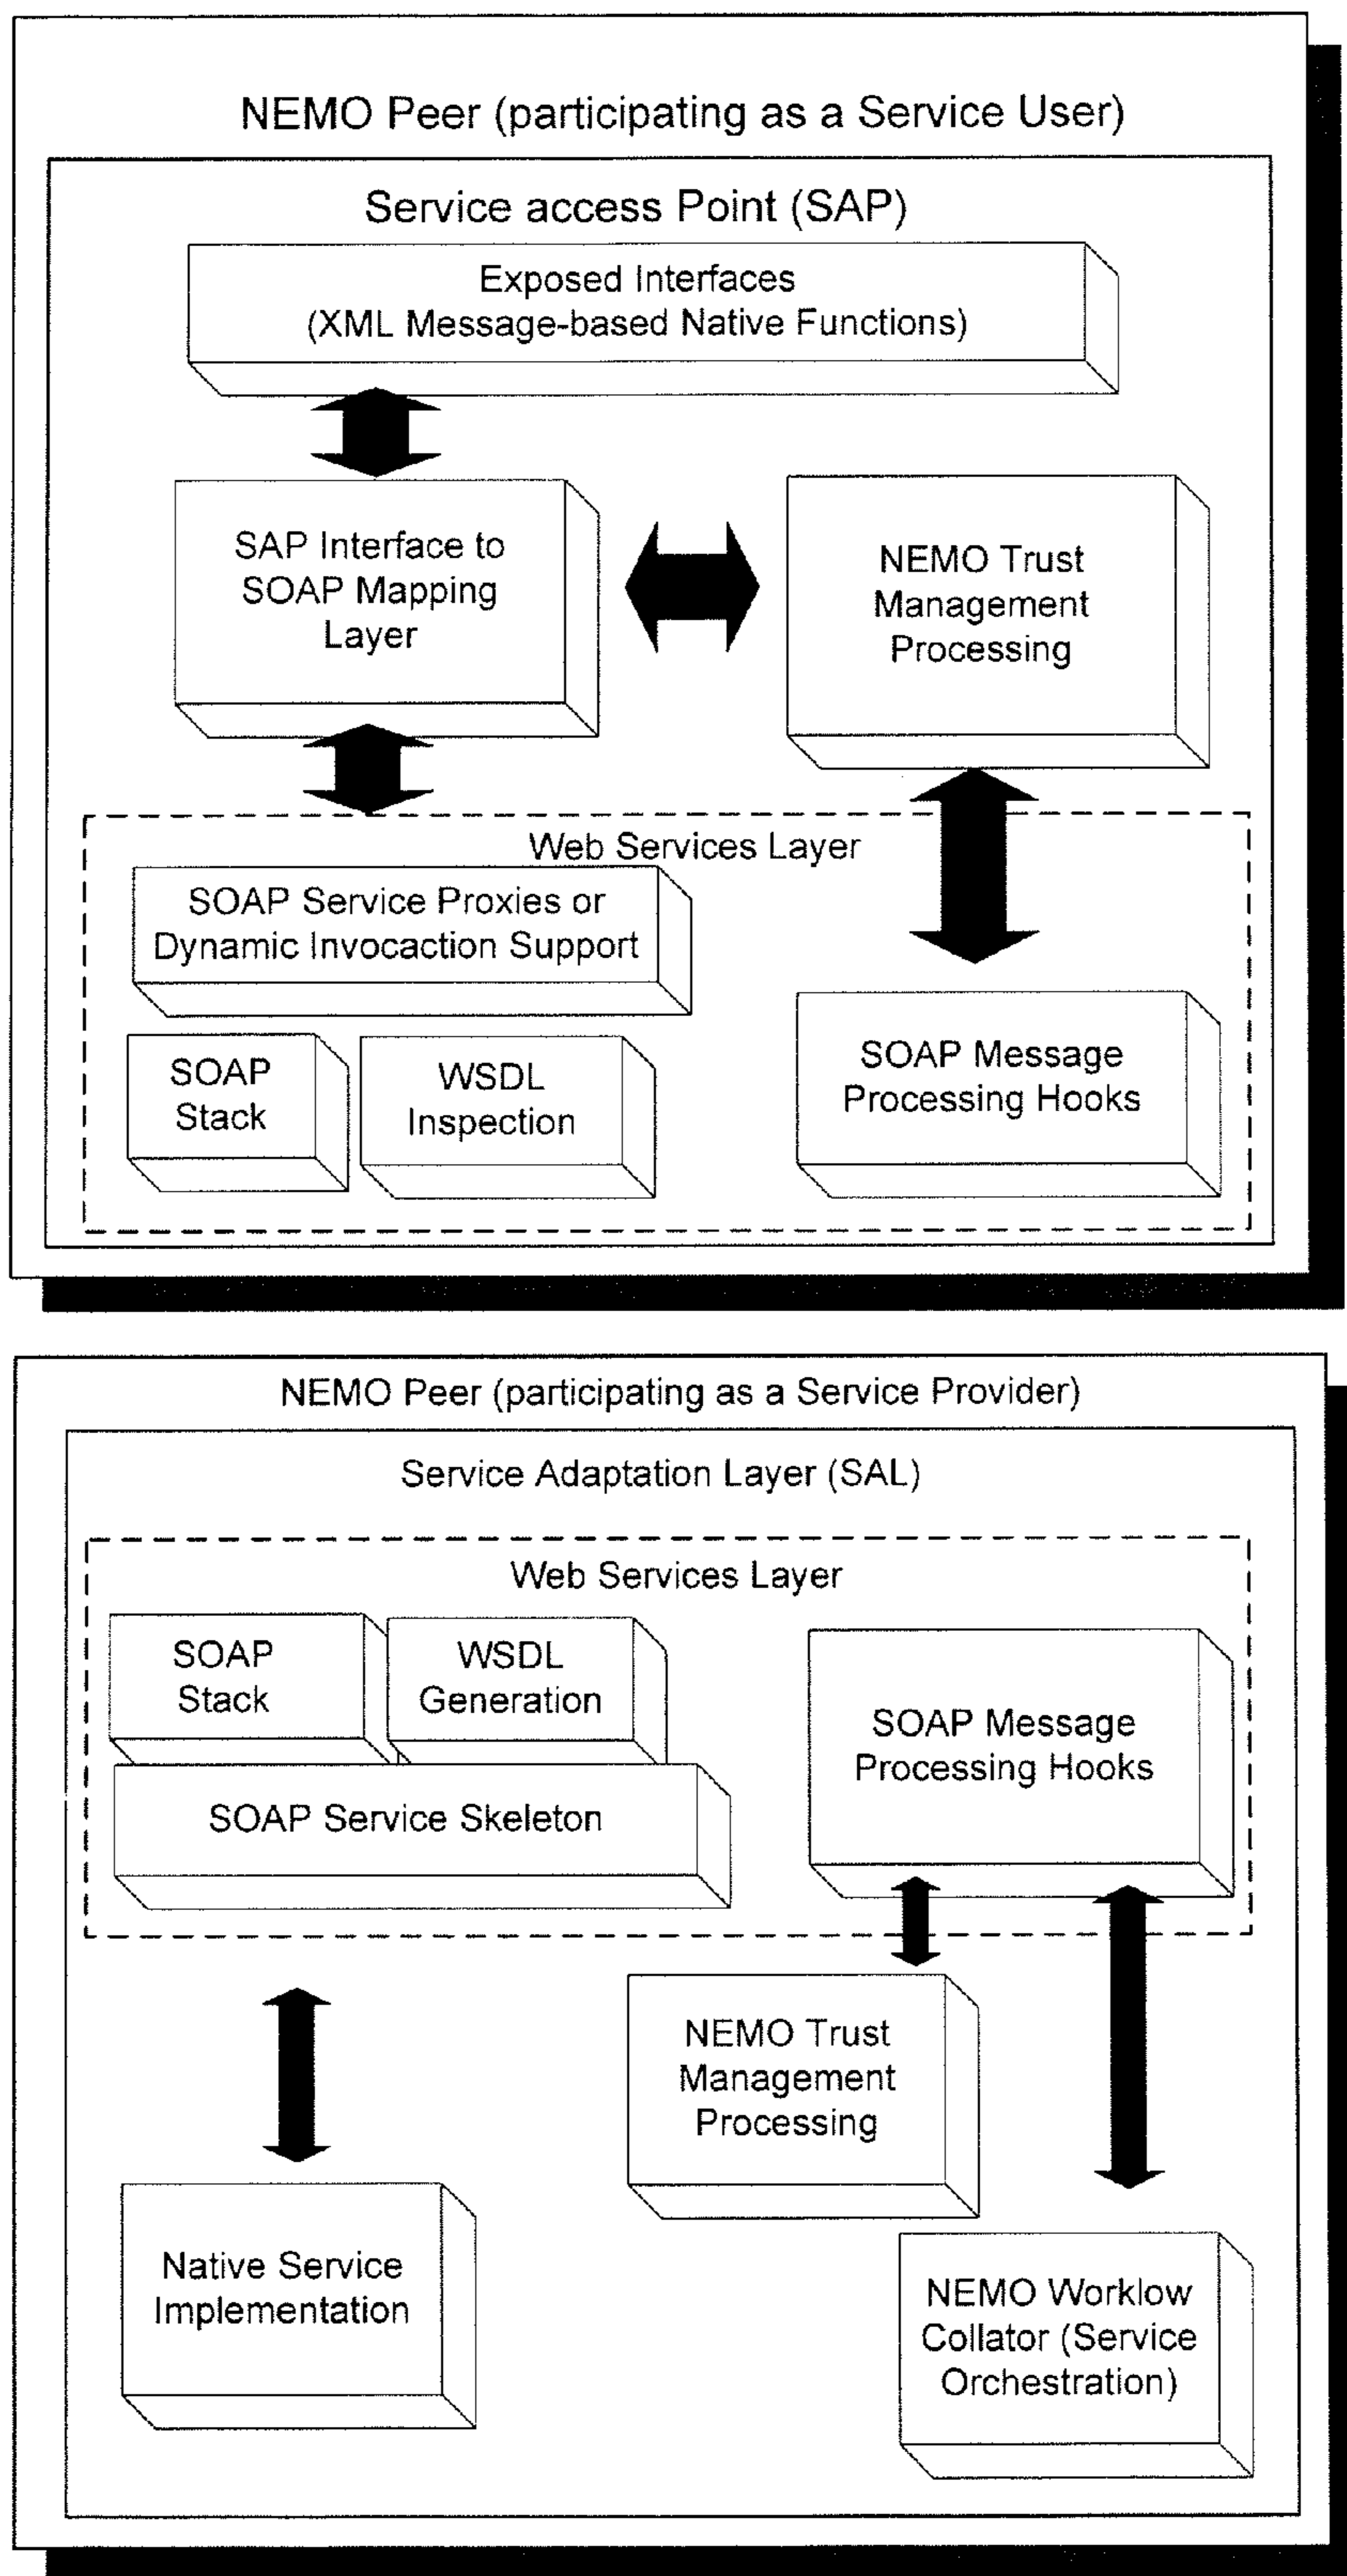 NEMO Peer (participating as a Service User)
Service access Point (SAP)
Exposed Interfaces
(XML Message-based Native Functions)
SAP Interface to
SOAP Mapping
Layer
NEMO Trust
Management
Processing
Web Services Layer
SOAP Service Proxies or
Dynamic Invocaction Support
SOAP
Stack
WSDL
Inspection
SOAP Message
Processing Hooks
NEMO Peer (participating as a Service Provider)
Service Adaptation Layer (SAL)
Web Services Layer
SOAP
Stack
WSDL
Generation
SOAP Message
Processing Hooks
SOAP Service Skeleton
NEMO Trust
Management
Processing
Native Service
Implementation
NEMO Worklow
Collator (Service
Orchestration)